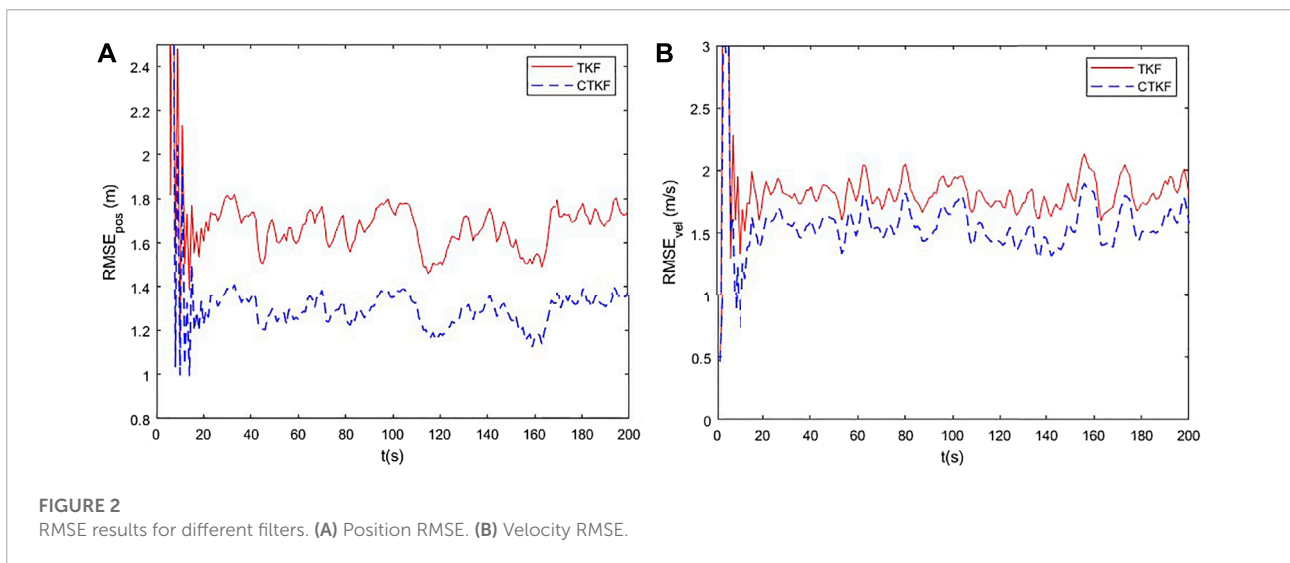 A
2.4
2.2
2
1.8
1.6
1.4
1.2
1
0.8
RMSEpos (m)
0 20 40 60 80 100 120 140 160 180 200
t(s)
TKF
CTKF
B
3
2.5
2
1.5
1
0.5
0
RMSEvel (m/s)
0 20 40 60 80 100 120 140 160 180 200
t(s)
TKF
CTKF
FIGURE 2
RMSE results for different filters. (A) Position RMSE. (B) Velocity RMSE.